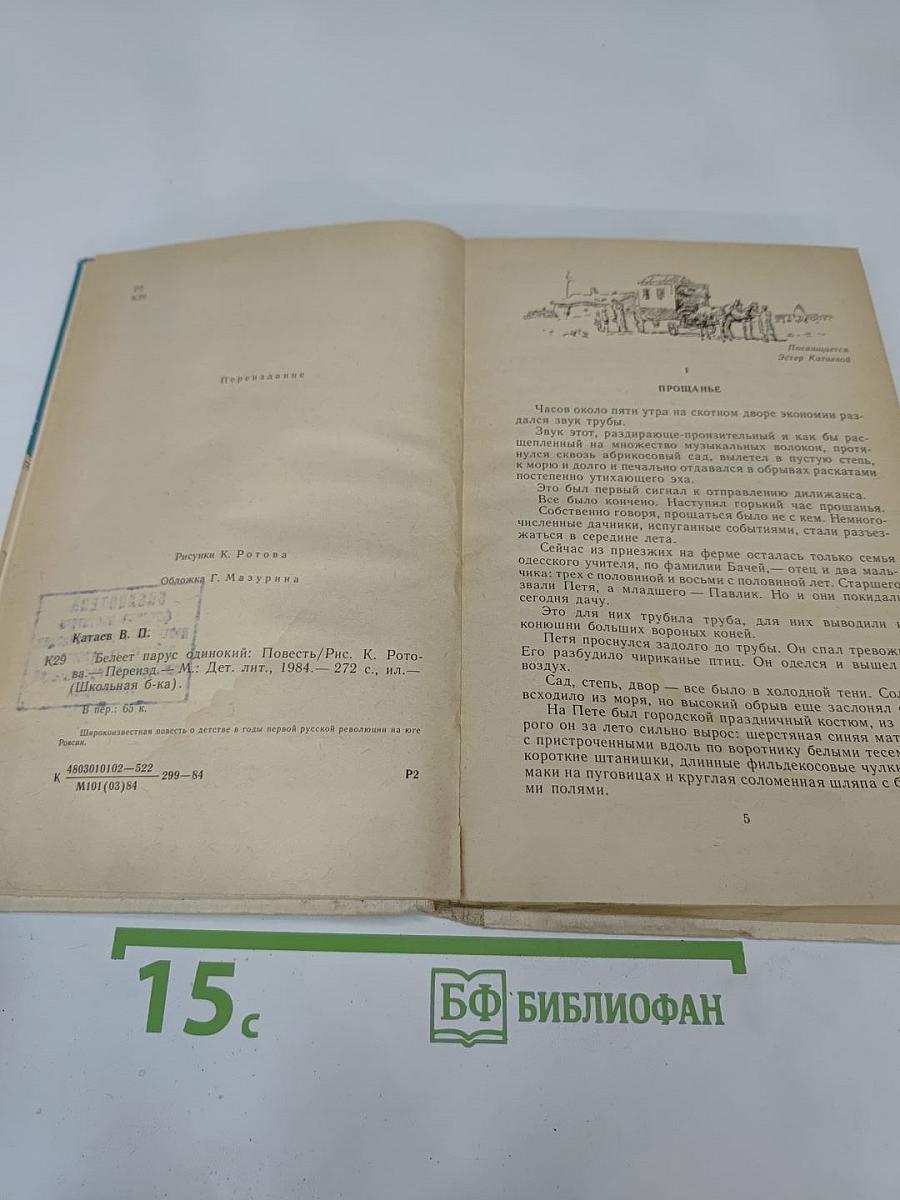 Р6
К29
Переиздание
Рисунки К. Ротова
Обложка Г. Мазурина
БИБЛИОТЕКА
Катаев В. П.
К29 Белеет парус одинокий: Повесть/Рис. К. Рото-
ва.— Переизд.— М.: Дет. лит., 1984.— 272 с., ил.—
(Школьная б-ка).
В пер.: 65 к.
Широкоизвестная повесть о детстве в годы первой русской революции на юге
России.
К 4803010102—522 299—84
М101(03)84
Р2
Посвящается
Эстер Катаевой
I
ПРОЩАНЬЕ
Часов около пяти утра на скотном дворе экономии раз-
дался звук трубы.
Звук этот, раздирающе-пронзительный и как бы рас-
щепленный на множество музыкальных волокон, протя-
нулся сквозь абрикосовый сад, вылетел в пустую степь,
к морю и долго и печально отдавался в обрывах раскатами
постепенно утихающего эха.
Это был первый сигнал к отправлению дилижанса.
Все было кончено. Наступил горький час прощанья.
Собственно говоря, прощаться было не с кем. Немного-
численные дачники, испуганные событиями, стали разъез-
жаться в середине лета.
Сейчас из приезжих на ферме осталась только семья
одесского учителя, по фамилии Бачей,— отец и два маль-
чика: трех с половиной и восьми с половиной лет. Старшего
звали Петя, а младшего — Павлик. Но и они покидали
сегодня дачу.
Это для них трубила труба, для них выводили
конюшни больших вороных коней.
Петя проснулся задолго до трубы. Он спал тревож
Его разбудило чириканье птиц. Он оделся и вышел
воздух.
Сад, степь, двор — все было в холодной тени. Сол
всходило из моря, но высокий обрыв еще заслонял
На Пете был городской праздничный костюм, из
рого он за лето сильно вырос: шерстяная синяя мат
с пристроченными вдоль по воротнику белыми тесем
короткие штанишки, длинные фильдекосовые чулки
маки на пуговицах и круглая соломенная шляпа с б
ми полями.
5
15 с
БФ БИБЛИОФАН